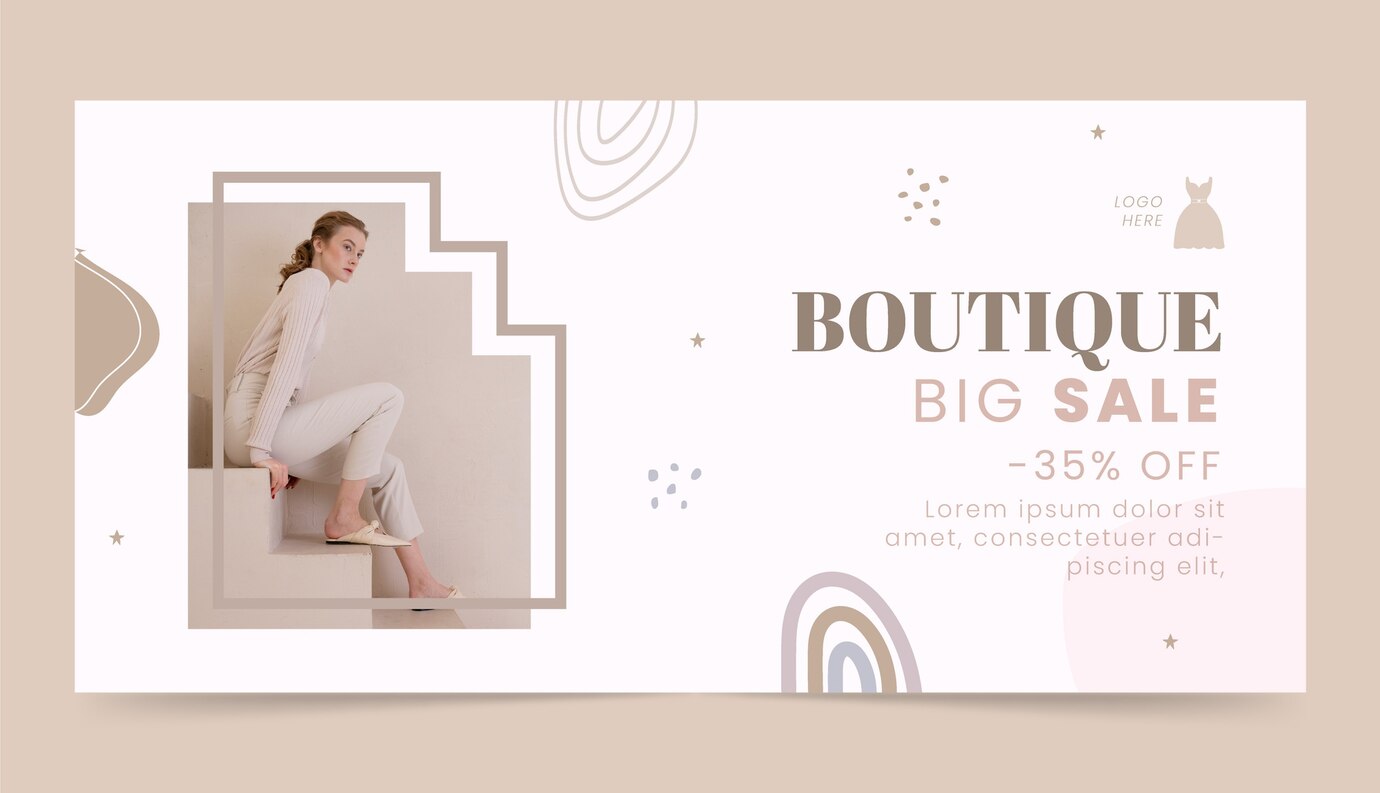 LOGO
HERE
BOUTIQUE
BIG SALE
-35% OFF
Lorem ipsum dolor sit
amet, consectetuer adi-
piscing elit,